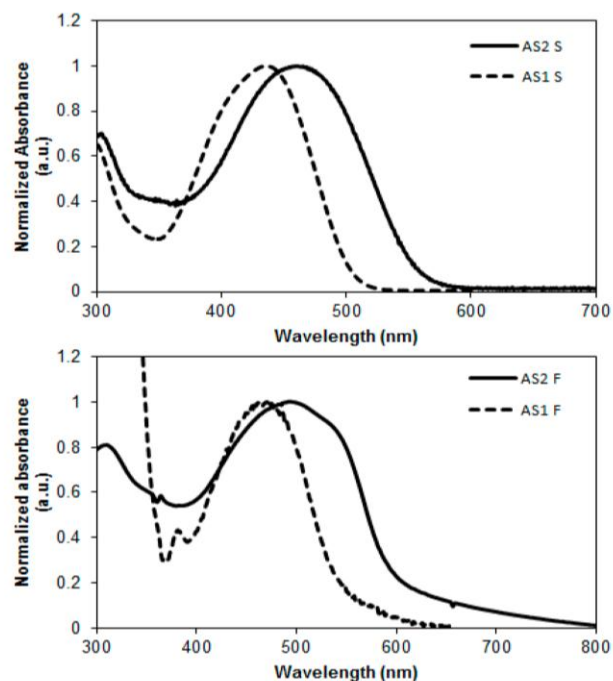 1.2
1
0.8
0.6
0.4
0.2
0
Normalized Absorbance
(a.u.)
AS2 S
AS1 S
300 400 500 600 700
Wavelength (nm)
1.2
1
0.8
0.6
0.4
0.2
0
Normalized absorbance
(a.u.)
AS2 F
AS1 F
300 400 500 600 700 800
Wavelength (nm)